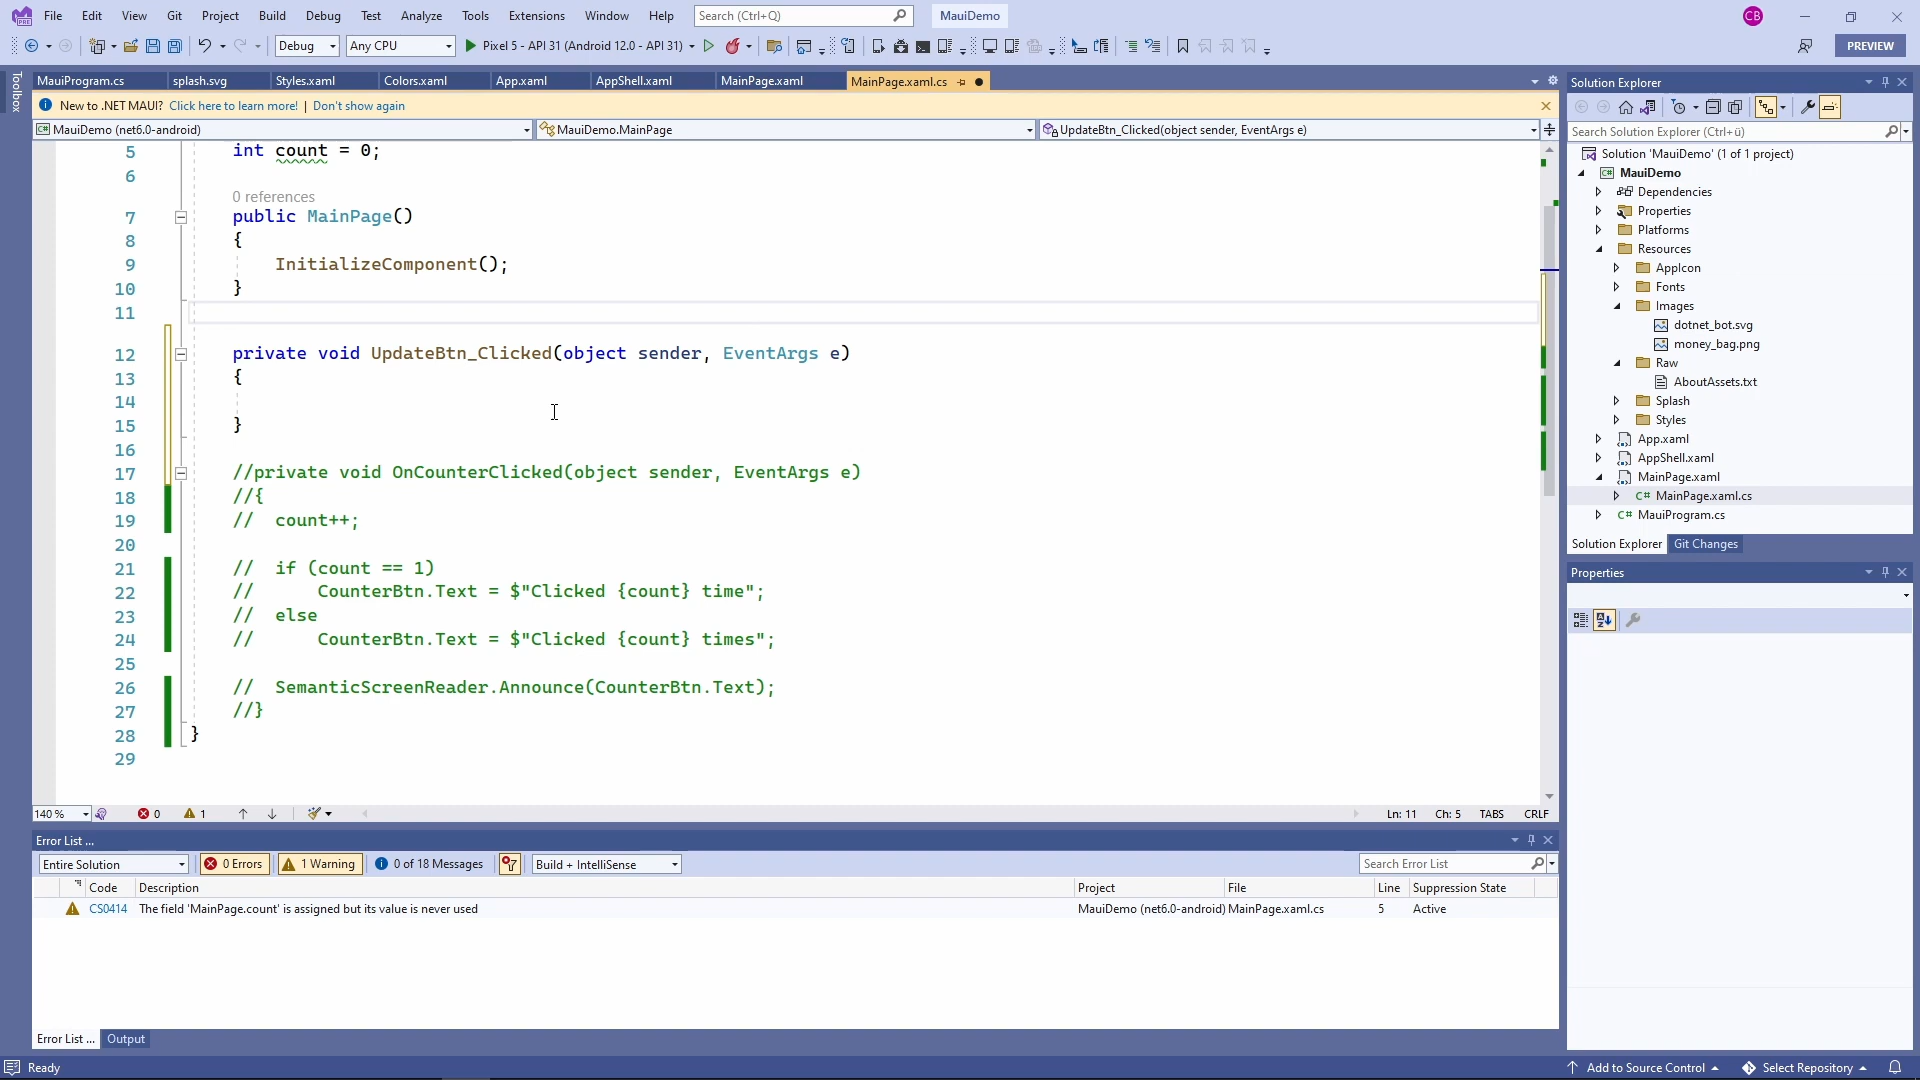 File Edit View Git Project Build Debug Test Analyze Tools Extensions Window Help Search (Ctrl+Q) MauiDemo CB
Debug Any CPU Pixel 5 - API 31 (Android 12.0 - API 31) PREVIEW
Toolbox
MauiProgram.cs splash.svg Styles.xaml Colors.xaml App.xaml AppShell.xaml MainPage.xaml MainPage.xaml.cs
New to .NET MAUI? Click here to learn more! | Don't show again
MauiDemo (net6.0-android) MauiDemo.MainPage UpdateBtn_Clicked(object sender, EventArgs e)
5 int count = 0;
6
0 references
7 public MainPage()
8 {
9 InitializeComponent();
10 }
11
12 private void UpdateBtn_Clicked(object sender, EventArgs e)
13 {
14
15 }
16
17 //private void OnCounterClicked(object sender, EventArgs e)
18 //{
19 // count++;
20
21 // if (count == 1)
22 // CounterBtn.Text = $"Clicked {count} time";
23 // else
24 // CounterBtn.Text = $"Clicked {count} times";
25
26 // SemanticScreenReader.Announce(CounterBtn.Text);
27 //}
28 }
29
140 % 0 1 Ln: 11 Ch: 5 TABS CRLF
Error List ...
Entire Solution 0 Errors 1 Warning 0 of 18 Messages Build + IntelliSense Search Error List
Code Description Project File Line Suppression State
CS0414 The field 'MainPage.count' is assigned but its value is never used MauiDemo (net6.0-android) MainPage.xaml.cs 5 Active
Error List ... Output
Solution Explorer
Search Solution Explorer (Ctrl+ü)
Solution 'MauiDemo' (1 of 1 project)
MauiDemo
Dependencies
Properties
Platforms
Resources
AppIcon
Fonts
Images
dotnet_bot.svg
money_bag.png
Raw
AboutAssets.txt
Splash
Styles
App.xaml
AppShell.xaml
MainPage.xaml
C# MainPage.xaml.cs
C# MauiProgram.cs
Solution Explorer Git Changes
Properties
Ready Add to Source Control Select Repository